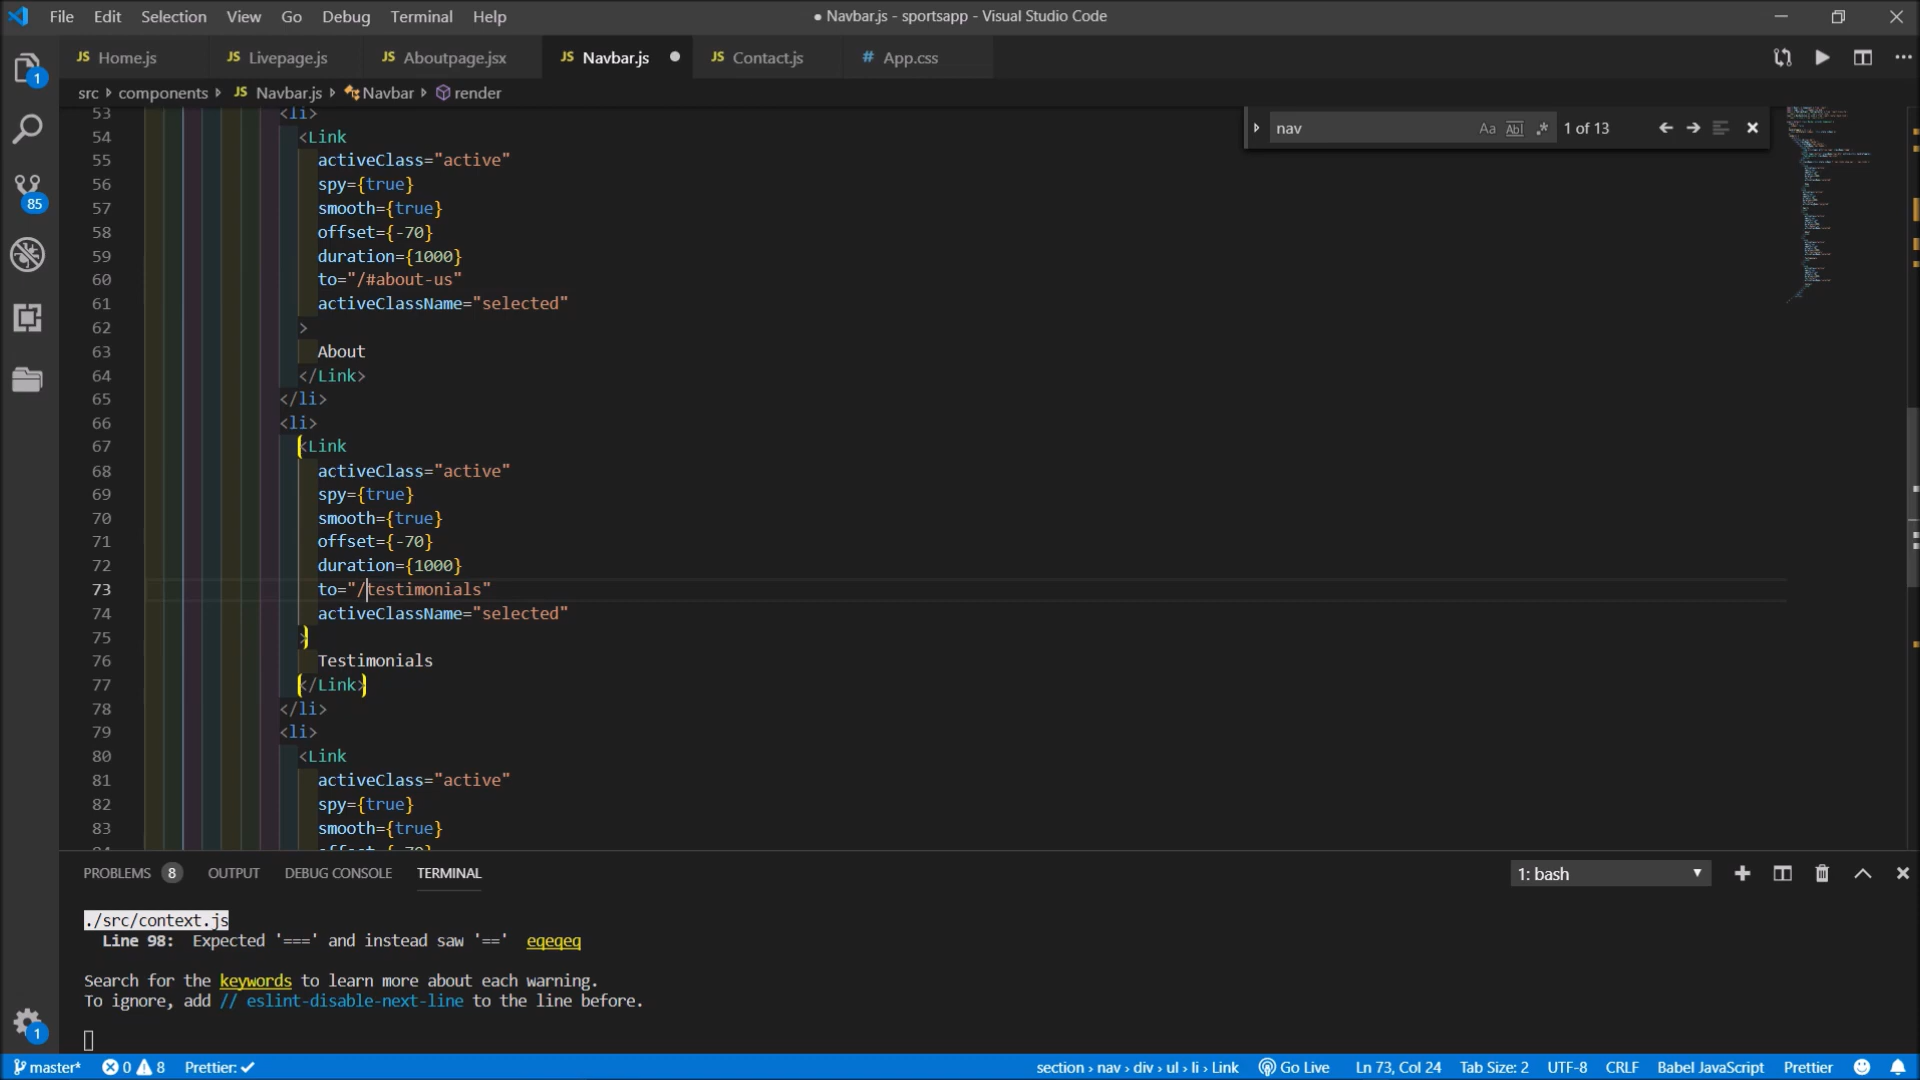 File Edit Selection View Go Debug Terminal Help
● Navbar.js - sportsapp - Visual Studio Code
JS Home.js
JS Livepage.js
JS Aboutpage.jsx
JS Navbar.js ●
JS Contact.js
# App.css
src › components › JS Navbar.js › Navbar › render
nav
Aa Abl .* 1 of 13
1
85
1
53 <li>
54 <Link
55 activeClass="active"
56 spy={true}
57 smooth={true}
58 offset={-70}
59 duration={1000}
60 to="/#about-us"
61 activeClassName="selected"
62 >
63 About
64 </Link>
65 </li>
66 <li>
67 <Link
68 activeClass="active"
69 spy={true}
70 smooth={true}
71 offset={-70}
72 duration={1000}
73 to="/testimonials"
74 activeClassName="selected"
75 >
76 Testimonials
77 </Link>
78 </li>
79 <li>
80 <Link
81 activeClass="active"
82 spy={true}
83 smooth={true}
PROBLEMS 8 OUTPUT DEBUG CONSOLE TERMINAL
1: bash
./src/context.js
Line 98: Expected '===' and instead saw '==' eqeqeq
Search for the keywords to learn more about each warning.
To ignore, add // eslint-disable-next-line to the line before.
master* 0 8 Prettier: ✓
section › nav › div › ul › li › Link Go Live Ln 73, Col 24 Tab Size: 2 UTF-8 CRLF Babel JavaScript Prettier